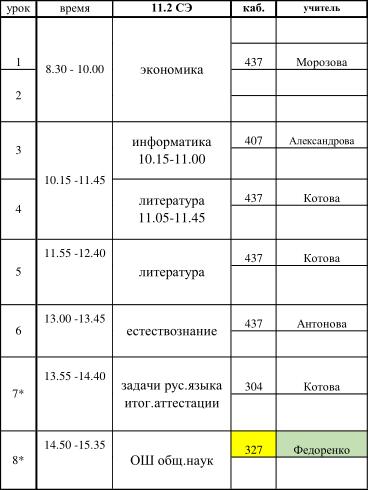 урок время 11.2 СЭ каб. учитель
1 8.30 - 10.00 экономика 437 Морозова
2
3 информатика 407 Александрова
10.15-11.00
10.15 -11.45
4 литература 437 Котова
11.05-11.45
11.55 -12.40 437 Котова
5 литература
13.00 -13.45 437 Антонова
6 естествознание
13.55 -14.40 задачи рус.языка 304 Котова
7* итог.аттестации
14.50 -15.35 327 Федоренко
8* ОШ общ.наук